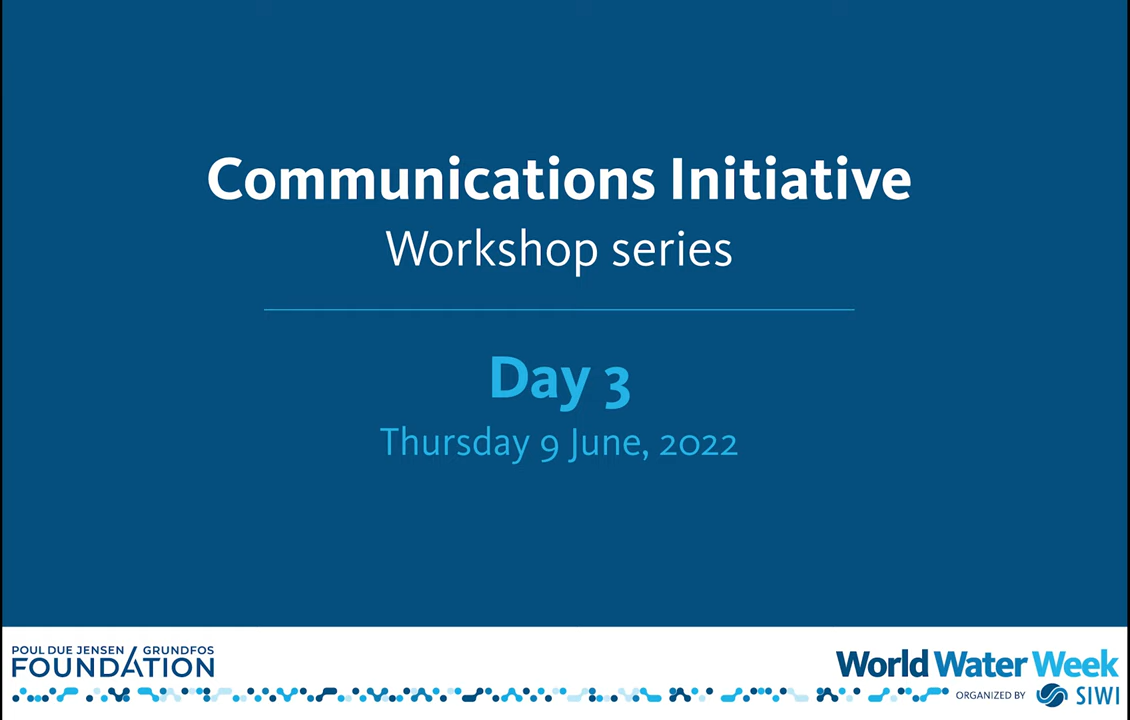 Communications Initiative
Workshop series
Day 3
Thursday 9 June, 2022
POUL DUE JENSEN / GRUNDFOS
FOUNDATION
World Water Week
ORGANIZED BY SIWI